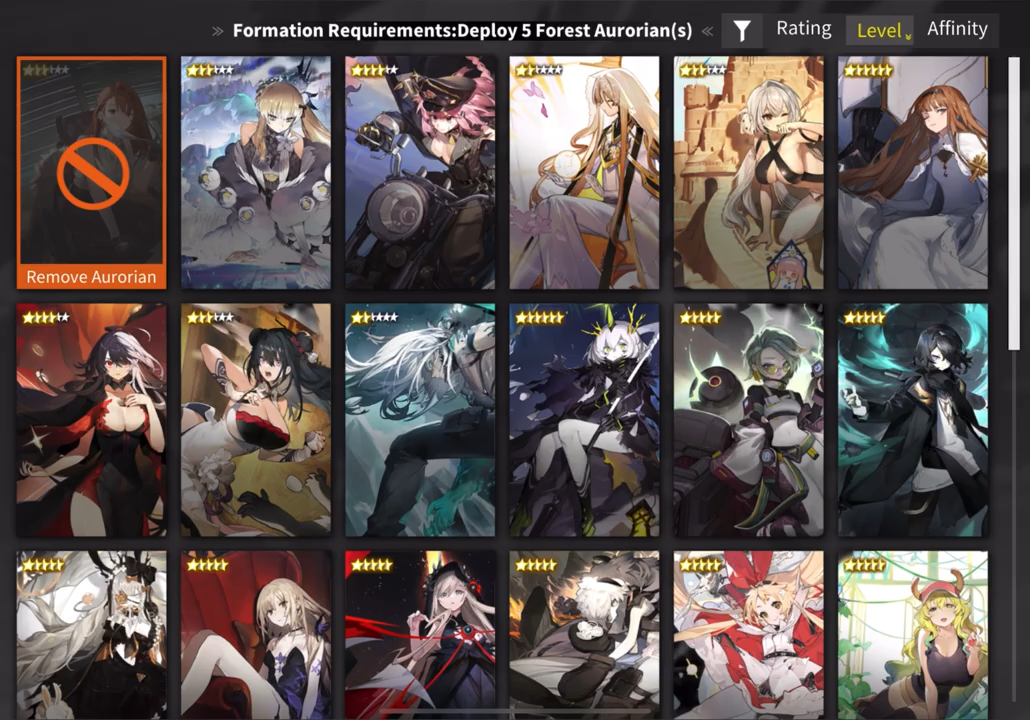 Formation Requirements:Deploy 5 Forest Aurorian(s)
Rating
Level
Affinity
Remove Aurorian